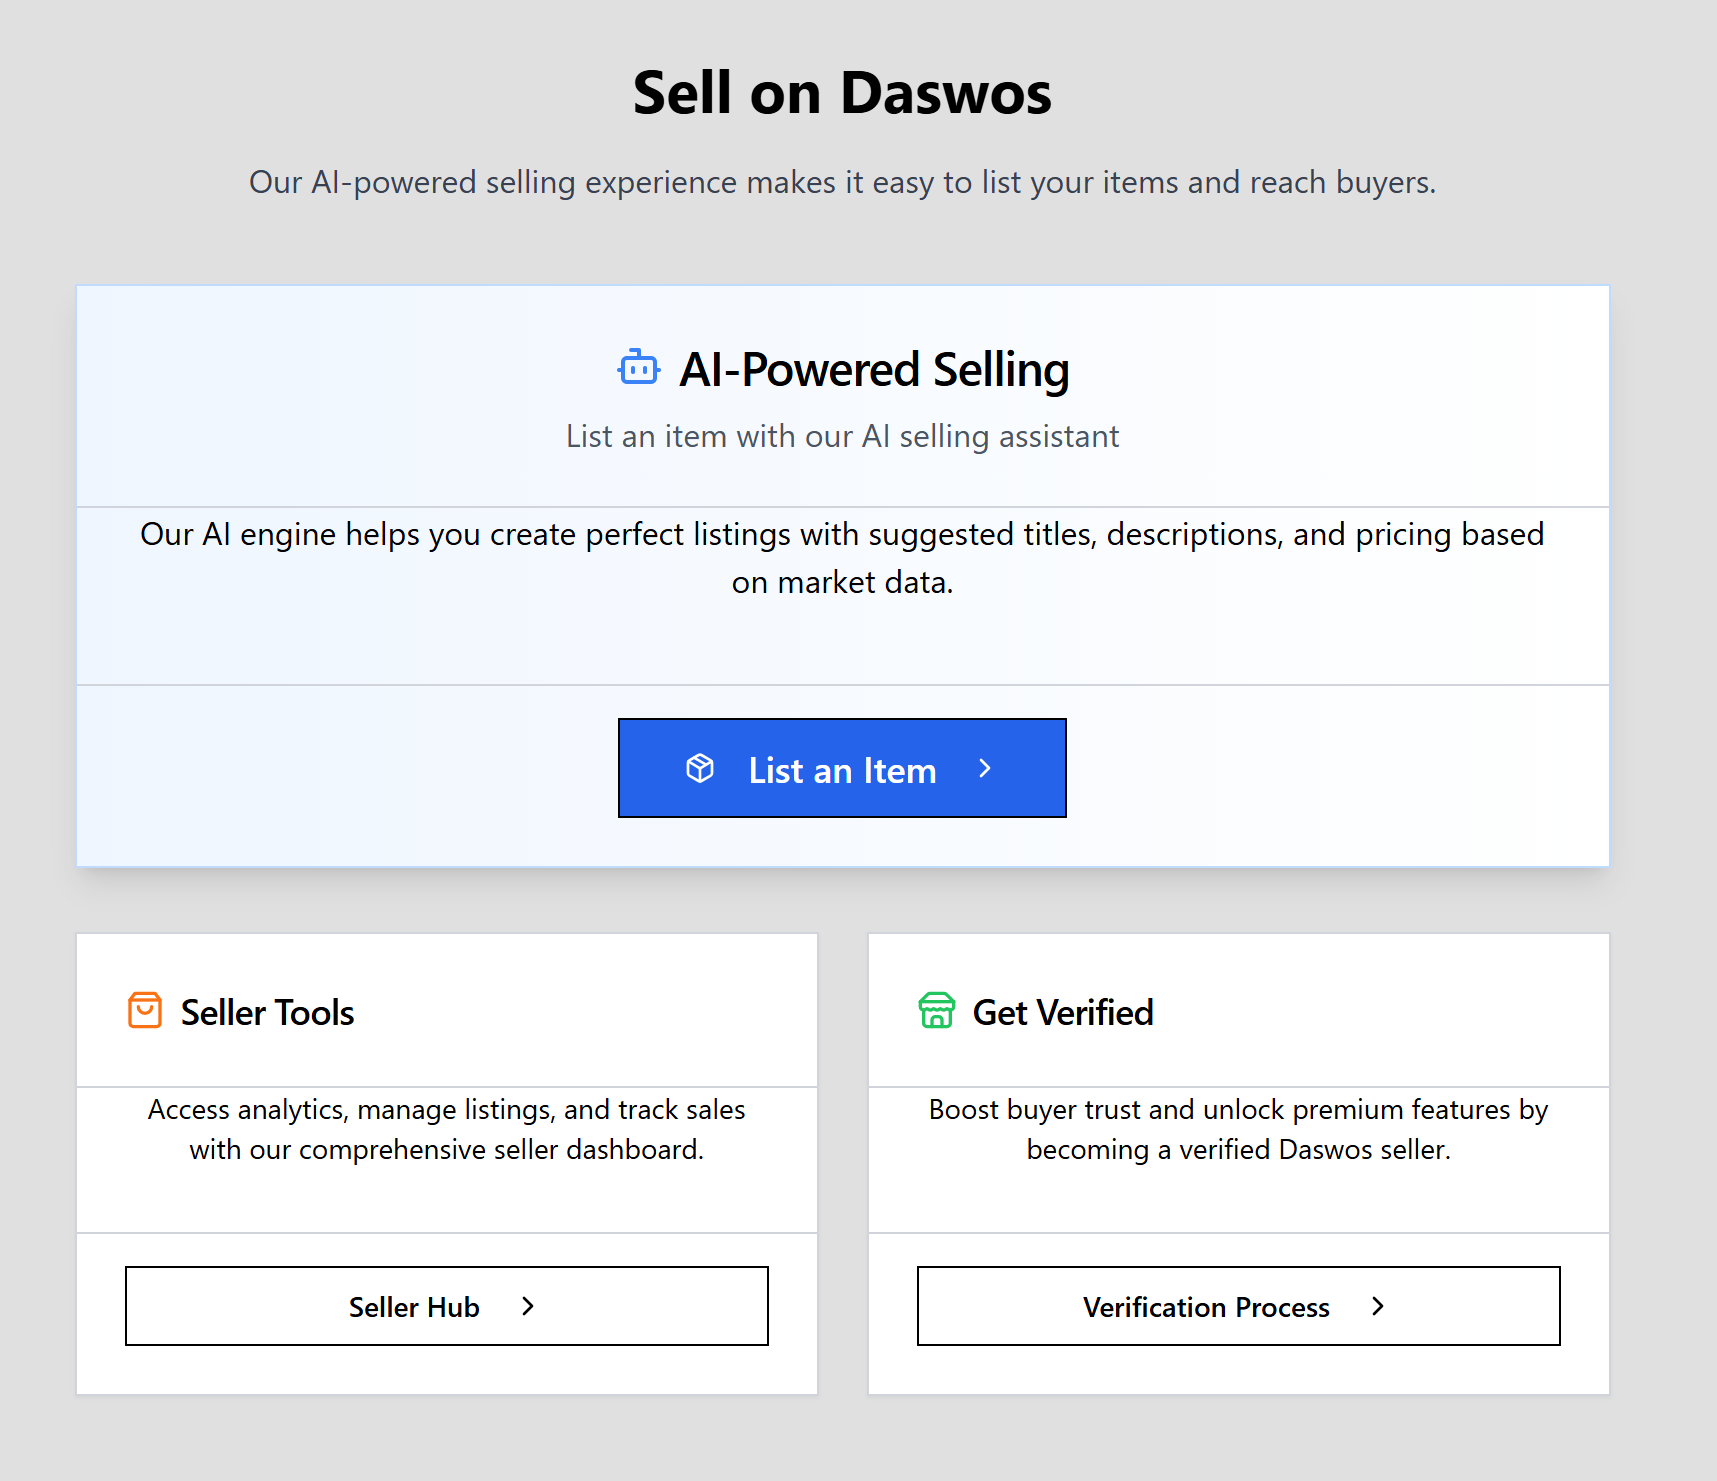 Sell on Daswos
Our AI-powered selling experience makes it easy to list your items and reach buyers.
AI-Powered Selling
List an item with our AI selling assistant
Our AI engine helps you create perfect listings with suggested titles, descriptions, and pricing based
on market data.
List an Item
Seller Tools
Access analytics, manage listings, and track sales
with our comprehensive seller dashboard.
Seller Hub
Get Verified
Boost buyer trust and unlock premium features by
becoming a verified Daswos seller.
Verification Process